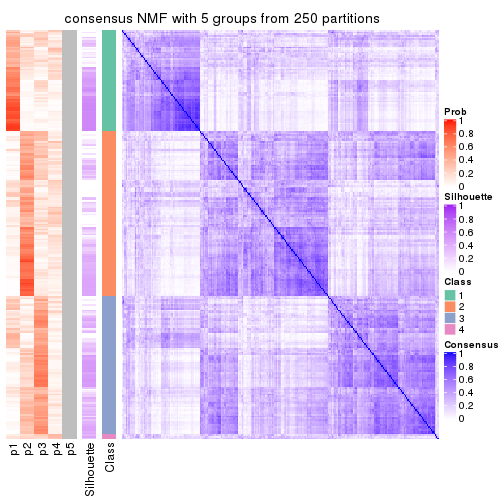 consensus NMF with 5 groups from 250 partitions
Prob
1
0.8
0.6
0.4
0.2
0
Silhouette
1
0.8
0.6
0.4
0.2
0
Class
1
2
3
4
Consensus
1
0.8
0.6
0.4
0.2
0
p1
p2
p3
p4
p5
Silhouette
Class